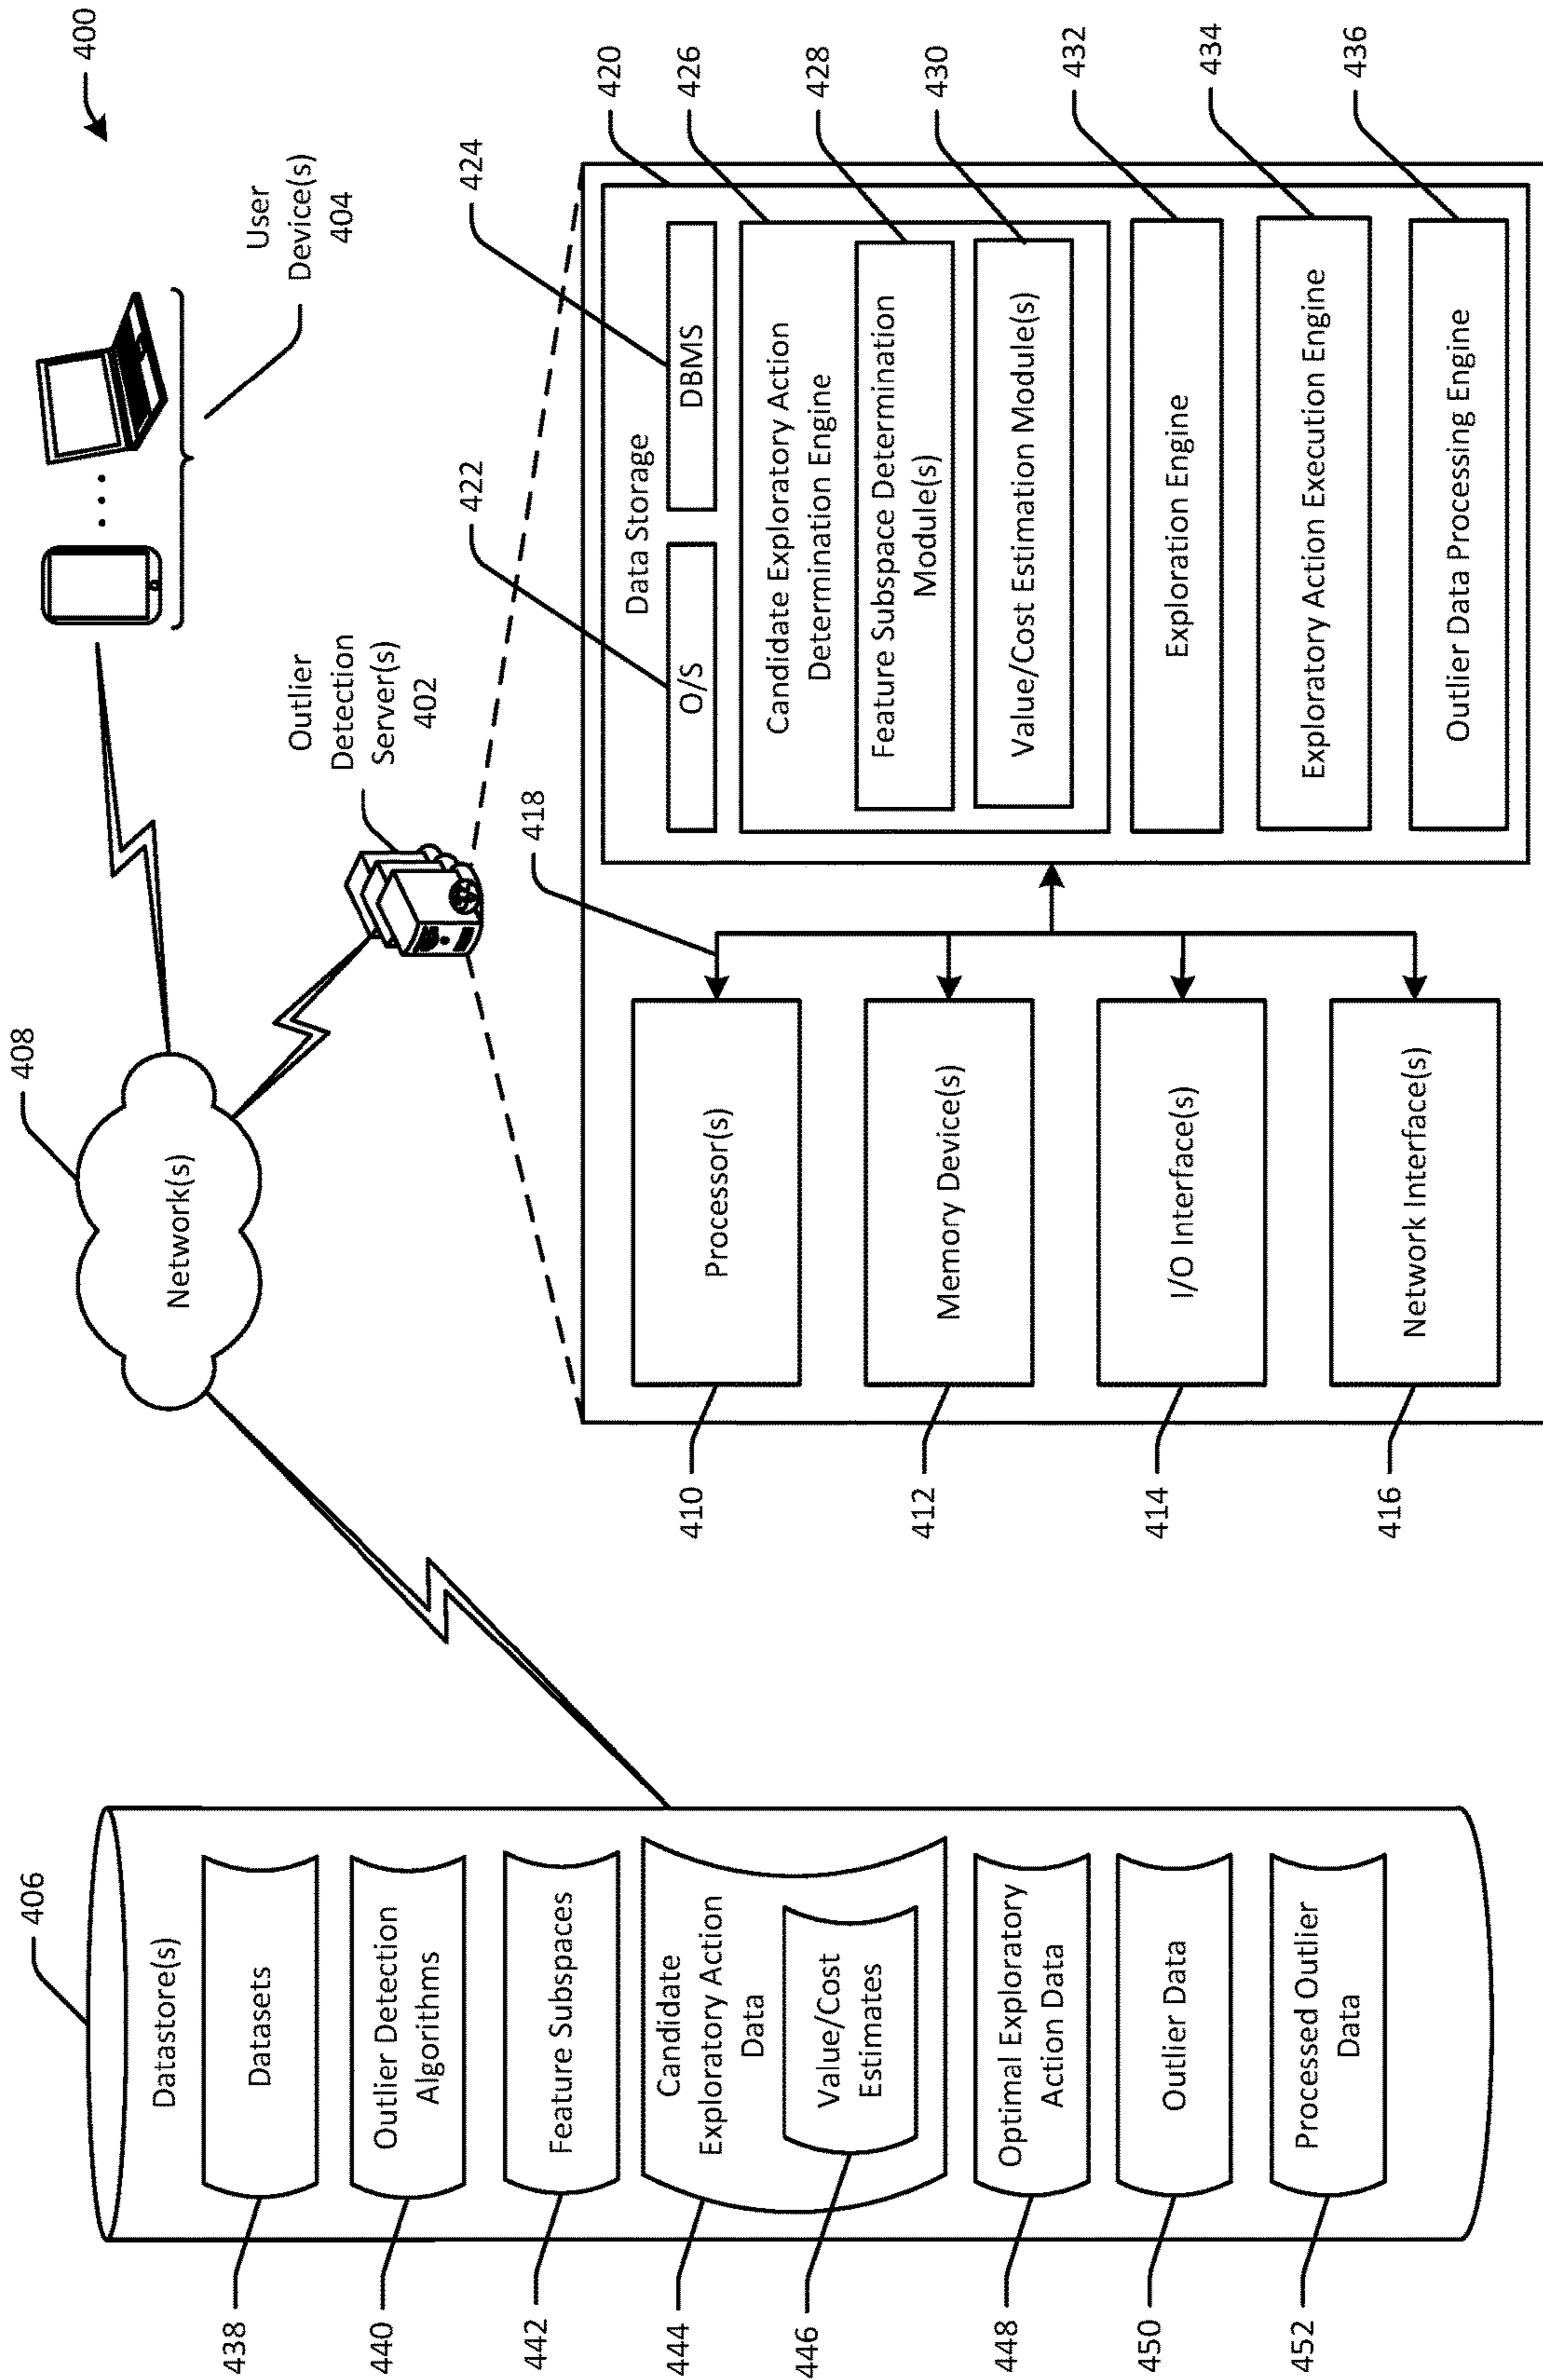 400
User
Device(s)
404
408
Network(s)
Outlier
Detection
Server(s)
402
406
Datastore(s)
Datasets
438
Outlier Detection
Algorithms
440
Feature Subspaces
442
Candidate
Exploratory Action
Data
444
Value/Cost
Estimates
446
Optimal Exploratory
Action Data
448
Outlier Data
450
Processed Outlier
Data
452
Processor(s)
410
Memory Device(s)
412
I/O Interface(s)
414
Network Interface(s)
416
418
Data Storage
420
O/S
422
DBMS
424
Candidate Exploratory Action
Determination Engine
426
Feature Subspace Determination
Module(s)
428
Value/Cost Estimation Module(s)
430
Exploration Engine
432
Exploratory Action Execution Engine
434
Outlier Data Processing Engine
436